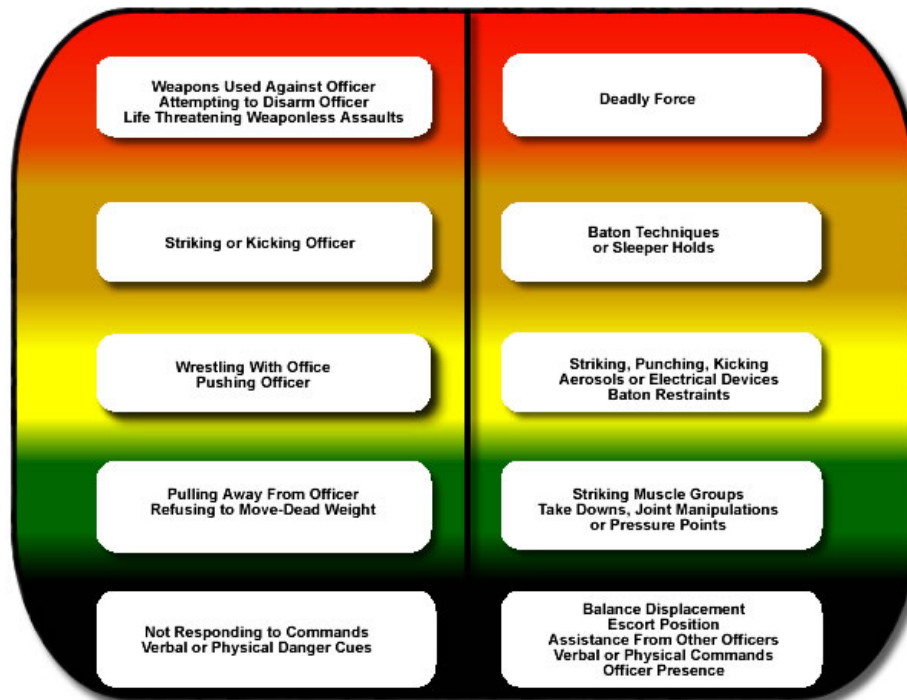 Weapons Used Against Officer
Attempting to Disarm Officer
Life Threatening Weaponless Assaults
Deadly Force
Striking or Kicking Officer
Baton Techniques
or Sleeper Holds
Wrestling With Office
Pushing Officer
Striking, Punching, Kicking
Aerosols or Electrical Devices
Baton Restraints
Pulling Away From Officer
Refusing to Move-Dead Weight
Striking Muscle Groups
Take Downs, Joint Manipulations
or Pressure Points
Not Responding to Commands
Verbal or Physical Danger Cues
Balance Displacement
Escort Position
Assistance From Other Officers
Verbal or Physical Commands
Officer Presence